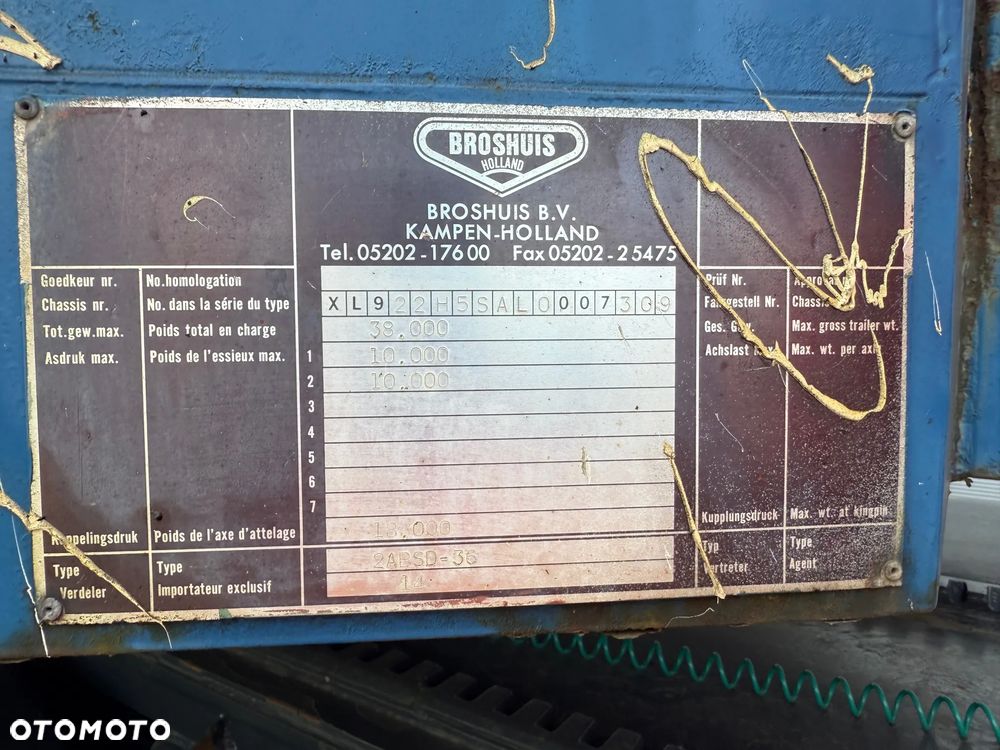 BROSHUIS
HOLLAND
BROSHUIS B.V.
KAMPEN-HOLLAND
Tel. 05202-17600 Fax 05202-25475
Goedkeur nr. No. homologation Prüf Nr.
Chassis nr. No. dans la série du type XL922H5SAL0007309 Fahrgestell Nr. Chassis
Tot. gew. max. Poids total en charge 38.000 Ges. Max. gross trailer wt.
Asdruk max. Poids de l'essieux max. 1 10.000 Achslast Max. wt. per axle
2 10.000
3
4
5
6
7
Koppelingsdruk Poids de l'axe d'attelage 18.000 Kupplungsdruck Max. wt. at kingpin
Type Type 2ABSD-36 Typ Type
Verdeler Importateur exclusif 14 Vertreter Agent
OTOMOTO